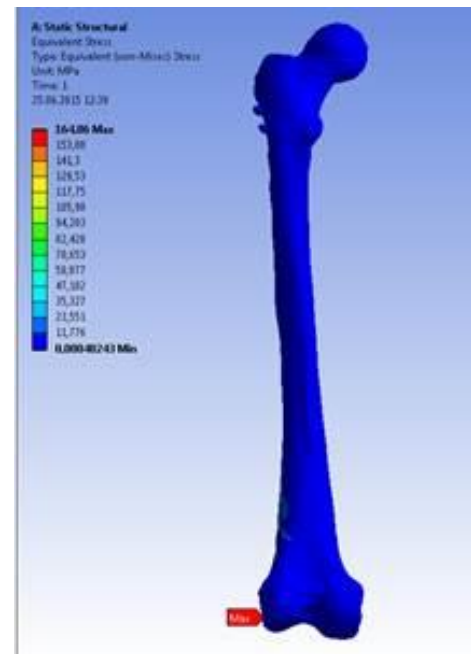 A: Static Structural
Equivalent Stress
Type: Equivalent (von-Mises) Stress
Unit: MPa
Time: 1
25.06.2015 12:39
164,86 Max
153,08
141,3
117,75
105,98
94,203
82,428
70,653
58,877
47,102
35,327
23,551
11,776
0,00040243 Min
Max